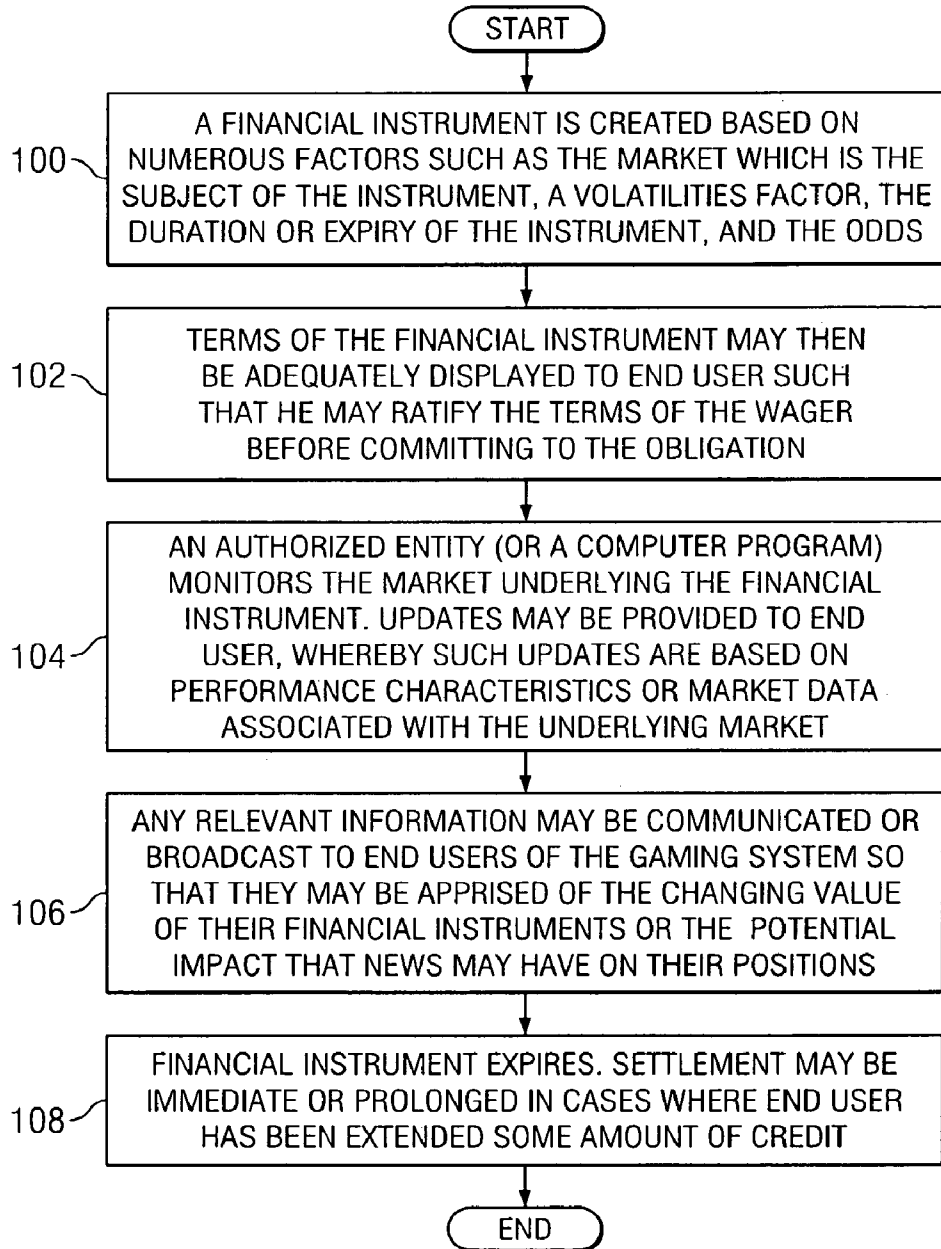 START
100
A FINANCIAL INSTRUMENT IS CREATED BASED ON
NUMEROUS FACTORS SUCH AS THE MARKET WHICH IS THE
SUBJECT OF THE INSTRUMENT, A VOLATILITIES FACTOR, THE
DURATION OR EXPIRY OF THE INSTRUMENT, AND THE ODDS
102
TERMS OF THE FINANCIAL INSTRUMENT MAY THEN
BE ADEQUATELY DISPLAYED TO END USER SUCH
THAT HE MAY RATIFY THE TERMS OF THE WAGER
BEFORE COMMITTING TO THE OBLIGATION
104
AN AUTHORIZED ENTITY (OR A COMPUTER PROGRAM)
MONITORS THE MARKET UNDERLYING THE FINANCIAL
INSTRUMENT. UPDATES MAY BE PROVIDED TO END
USER, WHEREBY SUCH UPDATES ARE BASED ON
PERFORMANCE CHARACTERISTICS OR MARKET DATA
ASSOCIATED WITH THE UNDERLYING MARKET
106
ANY RELEVANT INFORMATION MAY BE COMMUNICATED OR
BROADCAST TO END USERS OF THE GAMING SYSTEM SO
THAT THEY MAY BE APPRISED OF THE CHANGING VALUE
OF THEIR FINANCIAL INSTRUMENTS OR THE POTENTIAL
IMPACT THAT NEWS MAY HAVE ON THEIR POSITIONS
108
FINANCIAL INSTRUMENT EXPIRES. SETTLEMENT MAY BE
IMMEDIATE OR PROLONGED IN CASES WHERE END USER
HAS BEEN EXTENDED SOME AMOUNT OF CREDIT
END